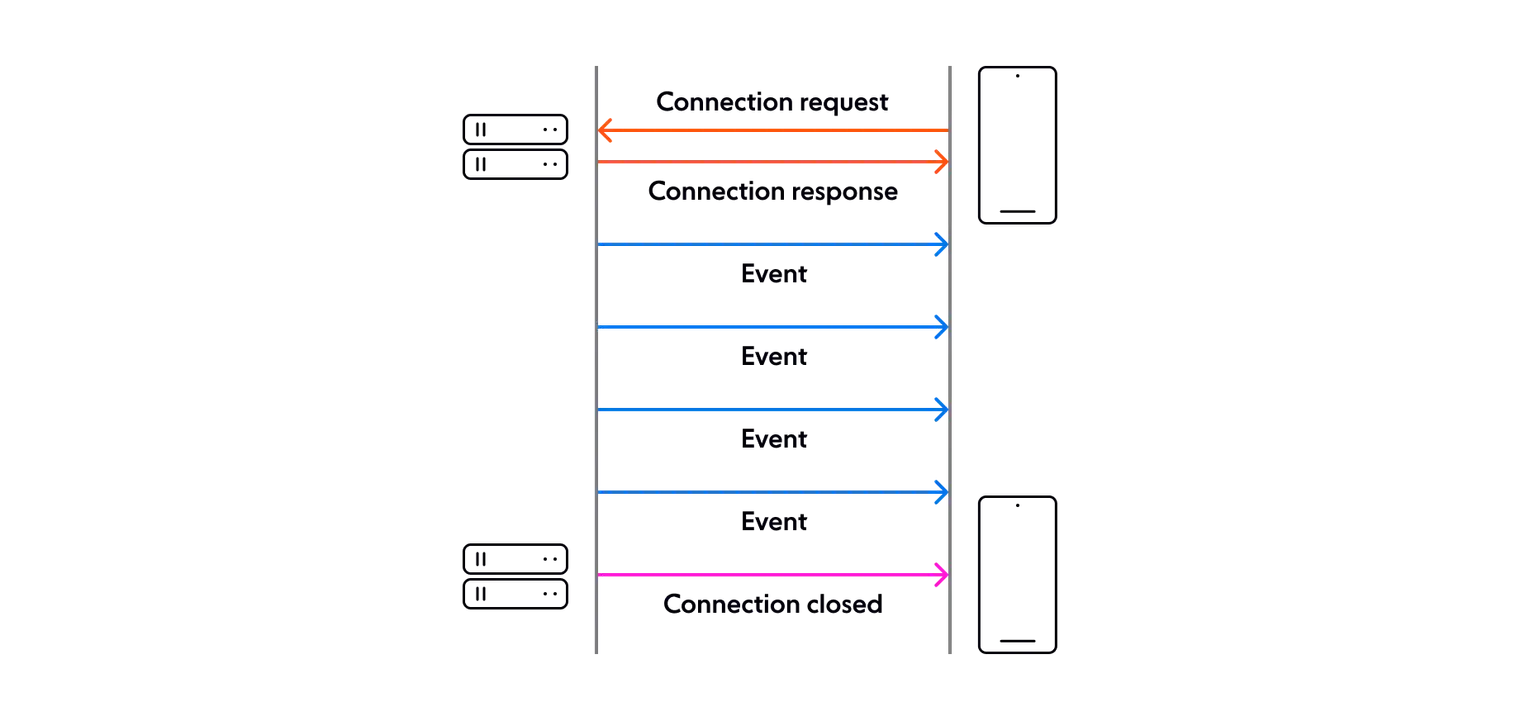 Connection request
Connection response
Event
Event
Event
Event
Connection closed